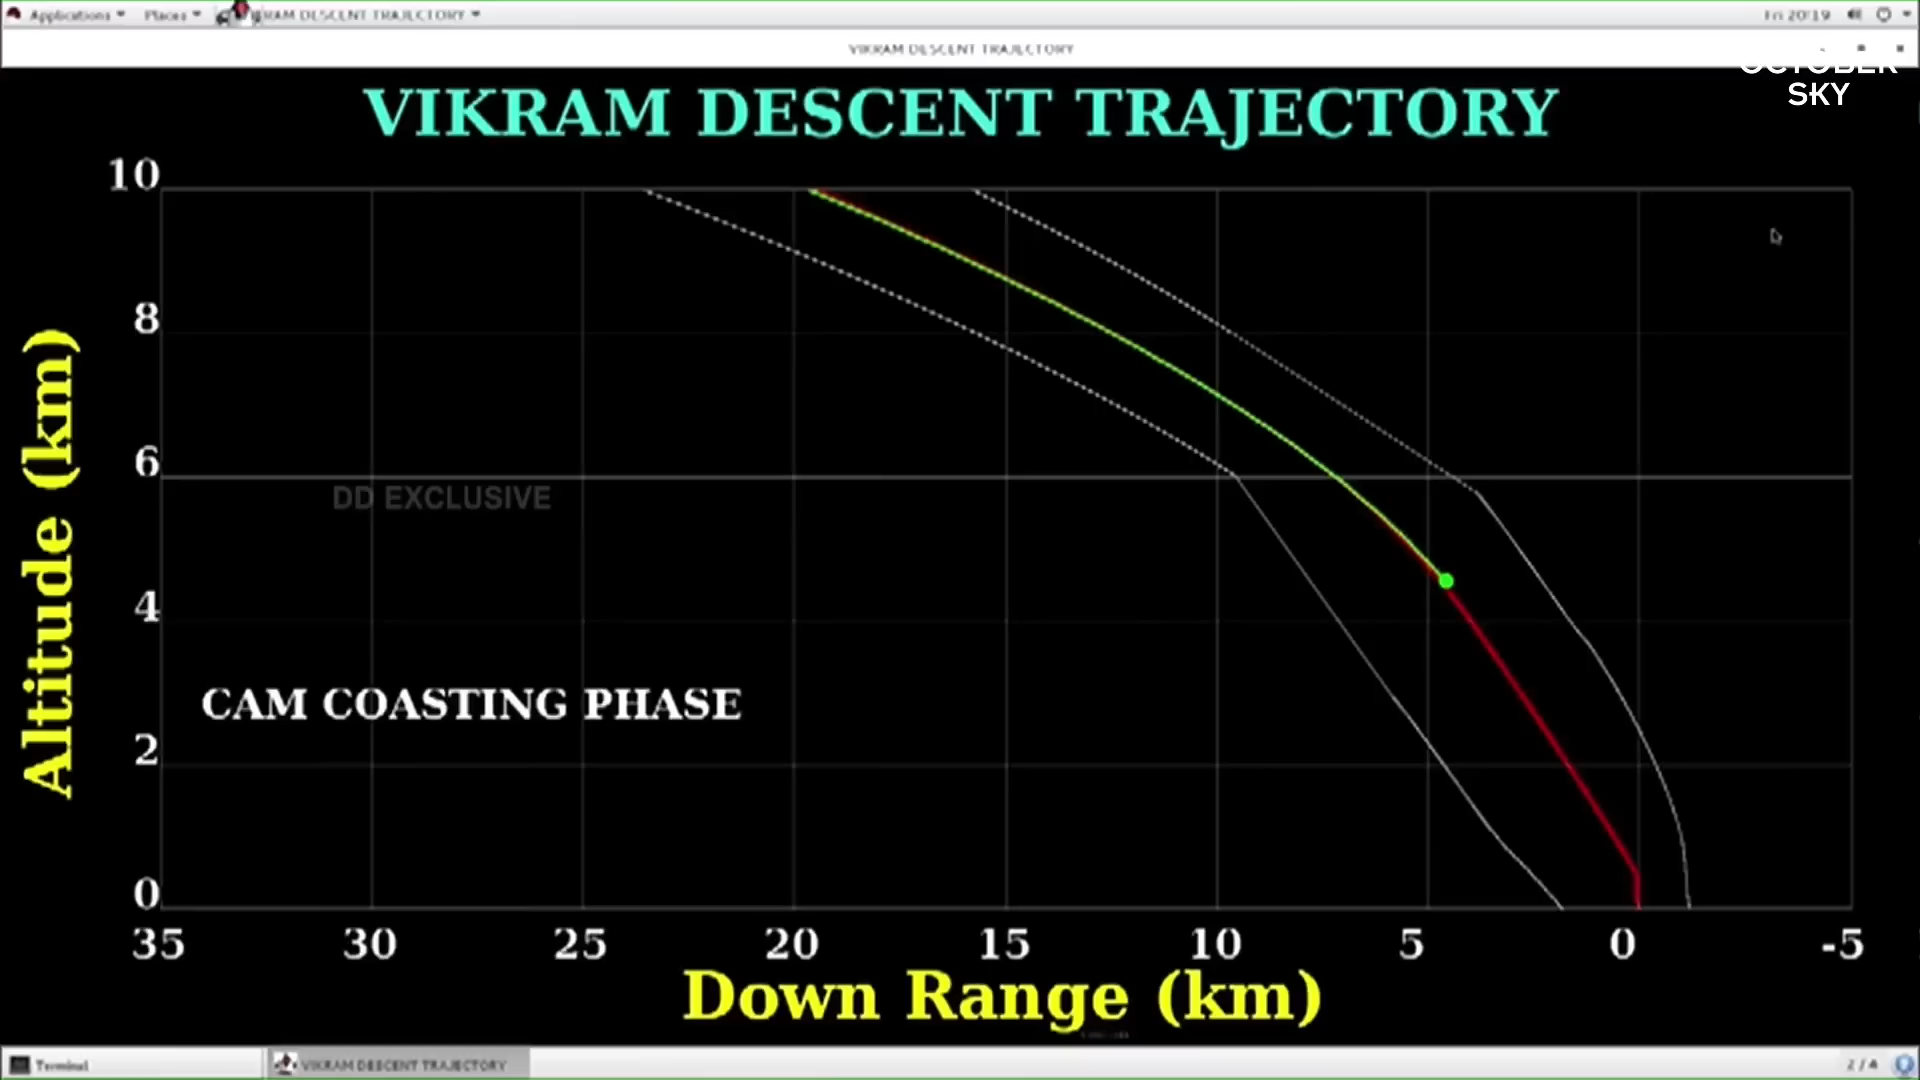 Applications Places VIKRAM DESCENT TRAJECTORY Fri 20:19
VIKRAM DESCENT TRAJECTORY
OCTOBER
SKY
VIKRAM DESCENT TRAJECTORY
10
8
6
DD EXCLUSIVE
4
CAM COASTING PHASE
2
0
Altitude (km)
35 30 25 20 15 10 5 0 -5
Down Range (km)
Terminal VIKRAM DESCENT TRAJECTORY 2 / 4